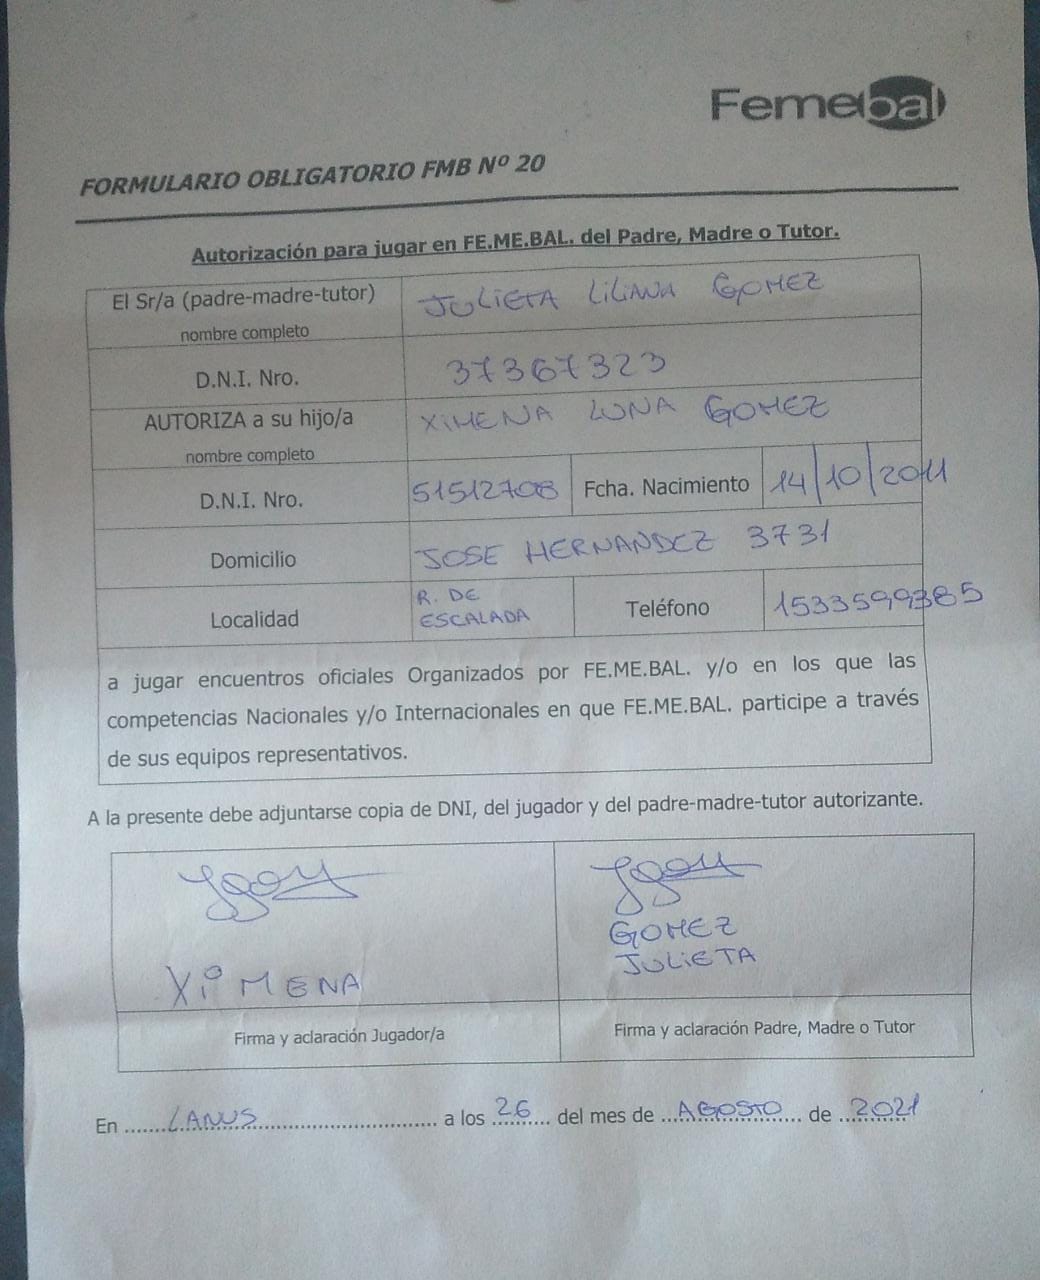 Femebal
FORMULARIO OBLIGATORIO FMB Nº 20
Autorización para jugar en FE.ME.BAL. del Padre, Madre o Tutor.
El Sr/a (padre-madre-tutor) JULIETA LILIANA GOMEZ
nombre completo
D.N.I. Nro. 37367323
AUTORIZA a su hijo/a XIMENA LUNA GOMEZ
nombre completo
D.N.I. Nro. 51512708 Fcha. Nacimiento 14/10/2011
Domicilio JOSE HERNANDEZ 3731
Localidad R. DE ESCALADA Teléfono 1533599385
a jugar encuentros oficiales Organizados por FE.ME.BAL. y/o en los que las
competencias Nacionales y/o Internacionales en que FE.ME.BAL. participe a través
de sus equipos representativos.
A la presente debe adjuntarse copia de DNI, del jugador y del padre-madre-tutor autorizante.
XIMENA
GOMEZ
JULIETA
Firma y aclaración Jugador/a
Firma y aclaración Padre, Madre o Tutor
En LANUS a los 26 del mes de AGOSTO de 2021